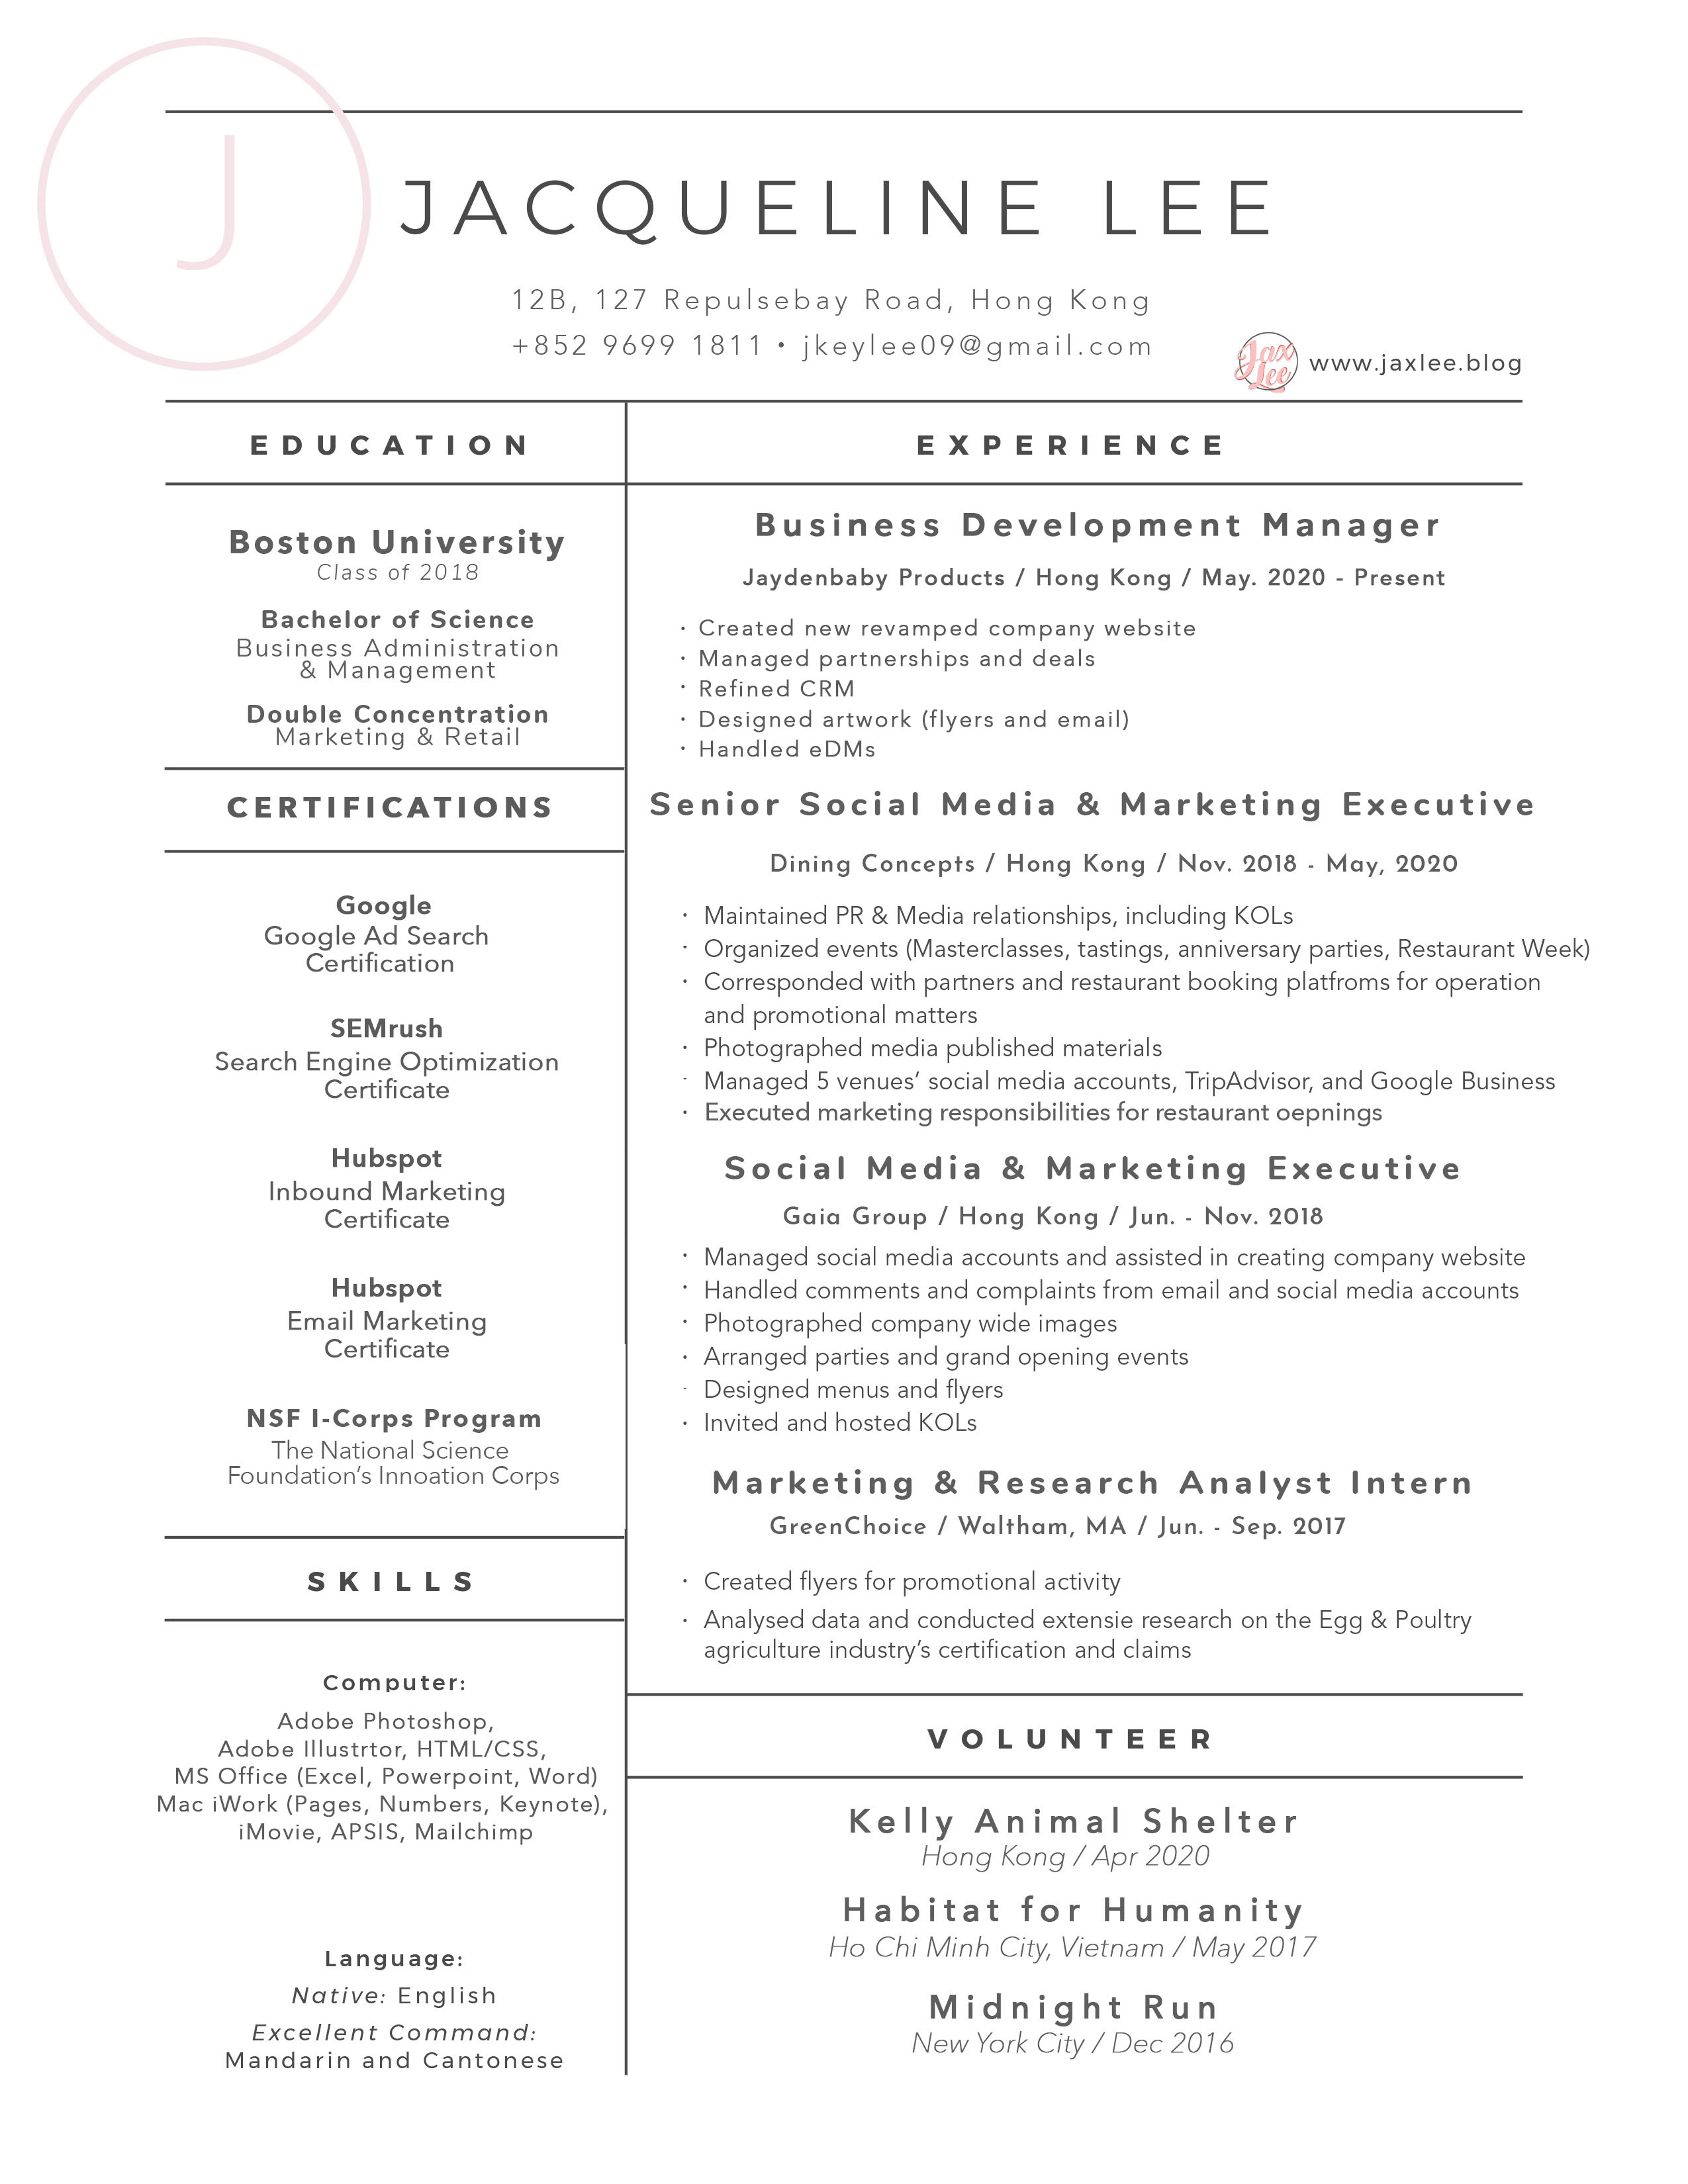 J
JACQUELINE LEE
12B, 127 Repulsebay Road, Hong Kong
+852 9699 1811 • jkeylee09@gmail.com
Jax
Lee
www.jaxlee.blog
EDUCATION
Boston University
Class of 2018
Bachelor of Science
Business Administration
& Management
Double Concentration
Marketing & Retail
CERTIFICATIONS
Google
Google Ad Search
Certification
SEMrush
Search Engine Optimization
Certificate
Hubspot
Inbound Marketing
Certificate
Hubspot
Email Marketing
Certificate
NSF I-Corps Program
The National Science
Foundation's Innoation Corps
SKILLS
Computer:
Adobe Photoshop,
Adobe Illustrtor, HTML/CSS,
MS Office (Excel, Powerpoint, Word)
Mac iWork (Pages, Numbers, Keynote),
iMovie, APSIS, Mailchimp
Language:
Native: English
Excellent Command:
Mandarin and Cantonese
EXPERIENCE
Business Development Manager
Jaydenbaby Products / Hong Kong / May. 2020 - Present
· Created new revamped company website
· Managed partnerships and deals
· Refined CRM
· Designed artwork (flyers and email)
· Handled eDMs
Senior Social Media & Marketing Executive
Dining Concepts / Hong Kong / Nov. 2018 - May, 2020
· Maintained PR & Media relationships, including KOLs
· Organized events (Masterclasses, tastings, anniversary parties, Restaurant Week)
· Corresponded with partners and restaurant booking platfroms for operation
and promotional matters
· Photographed media published materials
· Managed 5 venues' social media accounts, TripAdvisor, and Google Business
· Executed marketing responsibilities for restaurant oepnings
Social Media & Marketing Executive
Gaia Group / Hong Kong / Jun. - Nov. 2018
· Managed social media accounts and assisted in creating company website
· Handled comments and complaints from email and social media accounts
· Photographed company wide images
· Arranged parties and grand opening events
· Designed menus and flyers
· Invited and hosted KOLs
Marketing & Research Analyst Intern
GreenChoice / Waltham, MA / Jun. - Sep. 2017
· Created flyers for promotional activity
· Analysed data and conducted extensie research on the Egg & Poultry
agriculture industry's certification and claims
VOLUNTEER
Kelly Animal Shelter
Hong Kong / Apr 2020
Habitat for Humanity
Ho Chi Minh City, Vietnam / May 2017
Midnight Run
New York City / Dec 2016